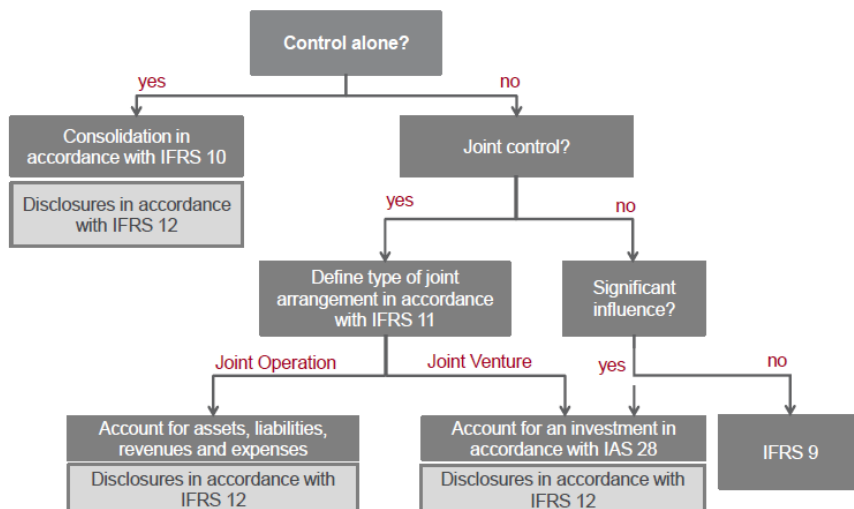 Control alone?
yes
no
Consolidation in
accordance with IFRS 10
Joint control?
Disclosures in accordance
with IFRS 12
yes
no
Define type of joint
arrangement in accordance
with IFRS 11
Significant
influence?
Joint Operation
Joint Venture
yes
no
Account for assets, liabilities,
revenues and expenses
Account for an investment in
accordance with IAS 28
IFRS 9
Disclosures in accordance with
IFRS 12
Disclosures in accordance with
IFRS 12